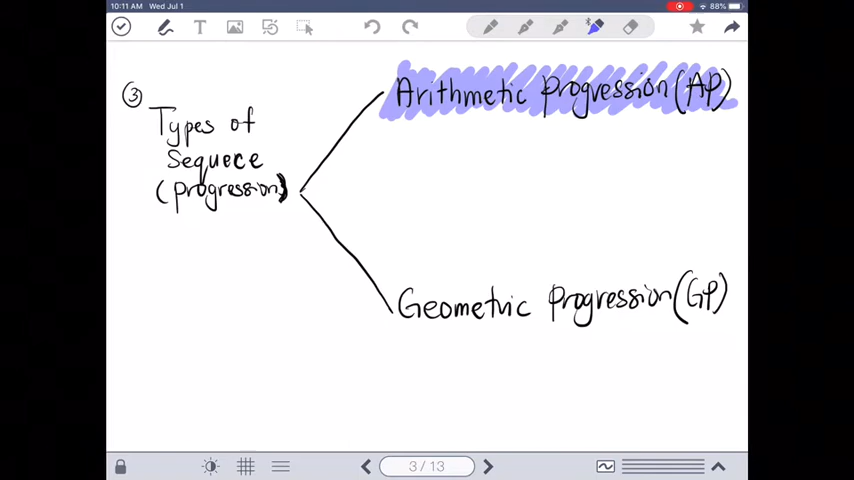 10:11 AM Wed Jul 1
88%
T
③
Arithmetic Progression (AP)
Types of
Sequece
(Progression)
Geometric Progression (GP)
3 / 13